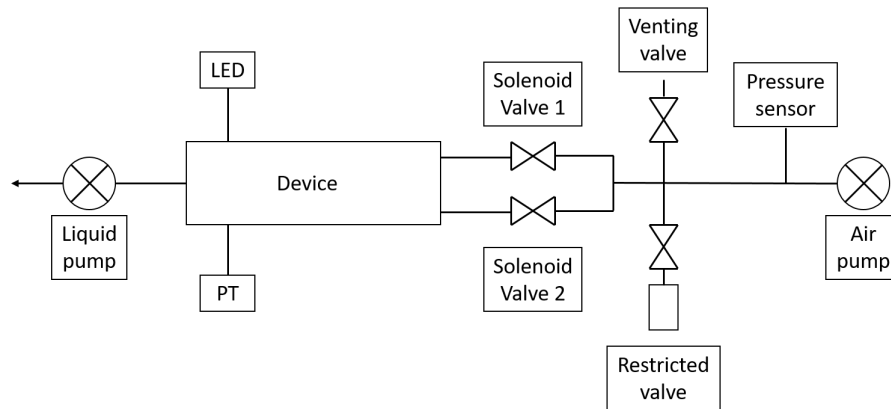 Venting
valve
LED
Solenoid
Valve 1
Pressure
sensor
Device
Liquid
pump
PT
Solenoid
Valve 2
Air
pump
Restricted
valve